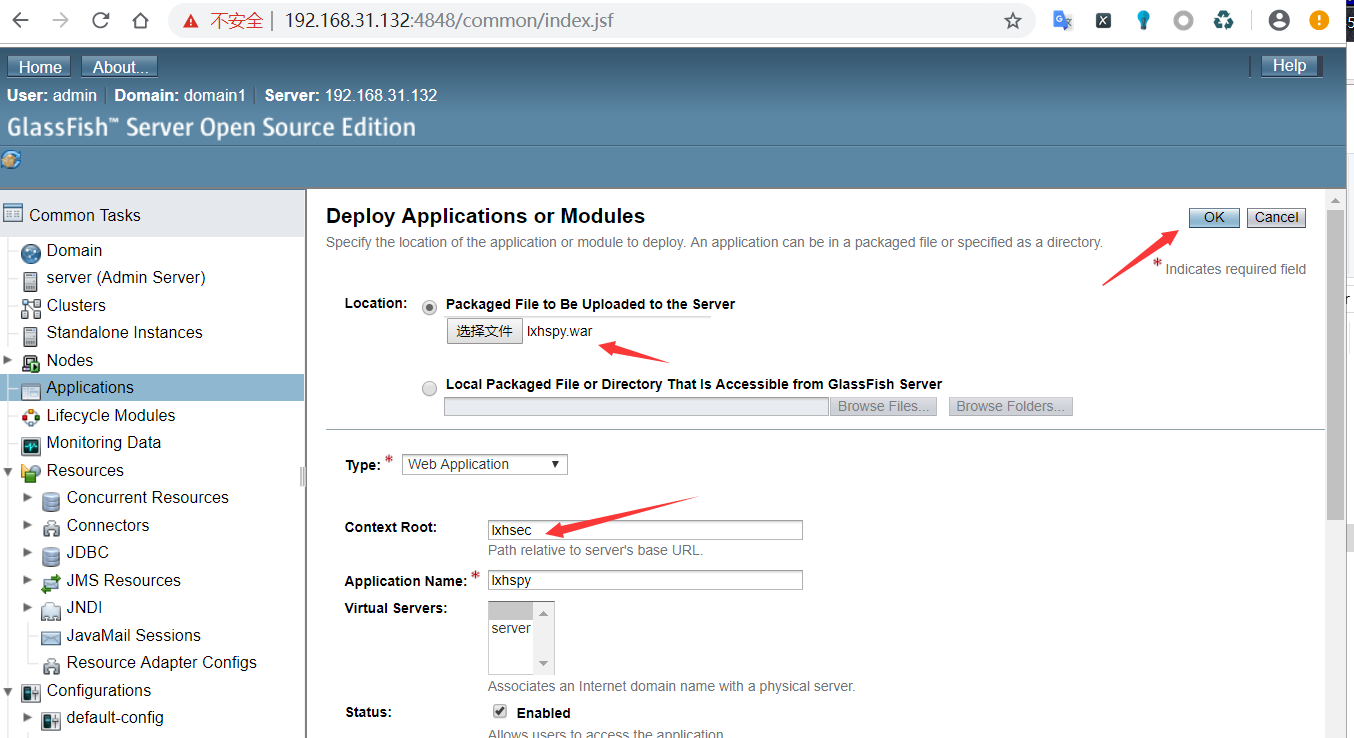 不安全 | 192.168.31.132:4848/common/index.jsf
Home About... Help
User: admin Domain: domain1 Server: 192.168.31.132
GlassFish™ Server Open Source Edition
Common Tasks
Domain
server (Admin Server)
Clusters
Standalone Instances
Nodes
Applications
Lifecycle Modules
Monitoring Data
Resources
Concurrent Resources
Connectors
JDBC
JMS Resources
JNDI
JavaMail Sessions
Resource Adapter Configs
Configurations
default-config
Deploy Applications or Modules
OK Cancel
Specify the location of the application or module to deploy. An application can be in a packaged file or specified as a directory.
* Indicates required field
Location: Packaged File to Be Uploaded to the Server
选择文件 lxhspy.war
Local Packaged File or Directory That Is Accessible from GlassFish Server
Browse Files... Browse Folders...
Type: * Web Application
Context Root: lxhsec
Path relative to server's base URL.
Application Name: * lxhspy
Virtual Servers:
server
Associates an Internet domain name with a physical server.
Status: Enabled
Allows users to access the application.